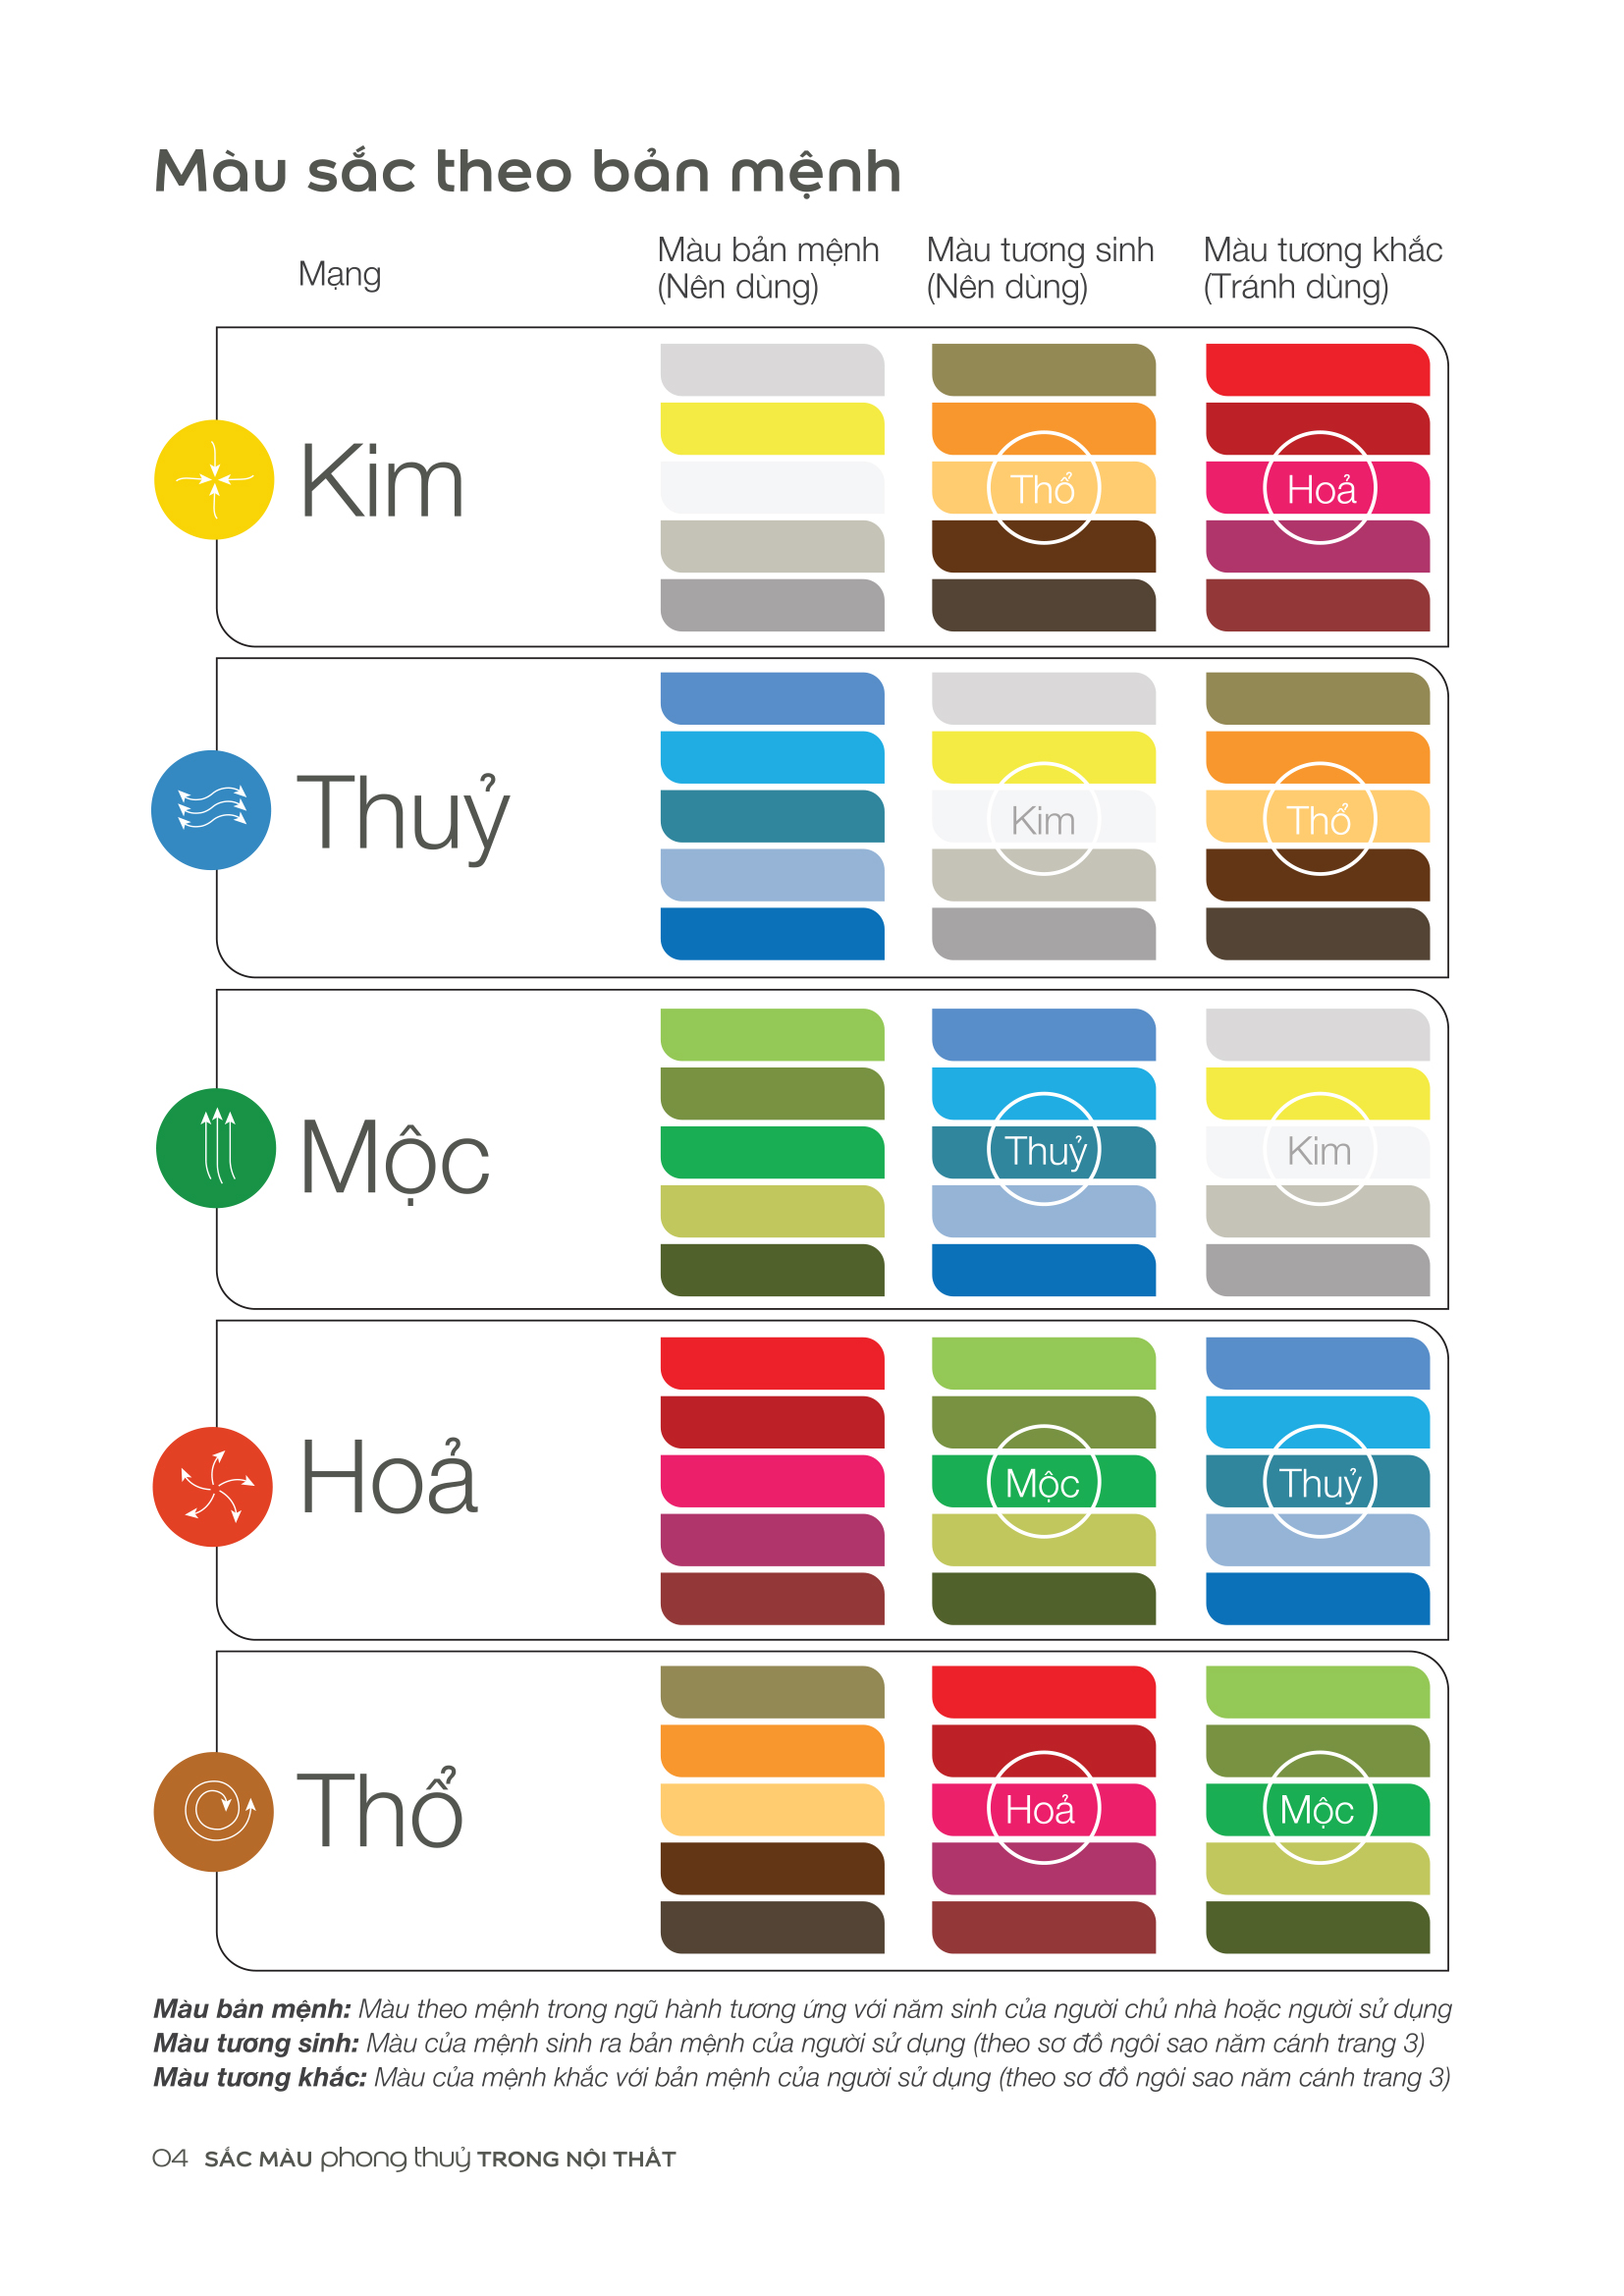 Màu sắc theo bản mệnh
Mạng
Màu bản mệnh
(Nên dùng)
Màu tương sinh
(Nên dùng)
Màu tương khắc
(Tránh dùng)
Kim
Thổ
Hoả
Thuỷ
Kim
Thổ
Mộc
Thuỷ
Kim
Hoả
Mộc
Thuỷ
Thổ
Hoả
Mộc
Màu bản mệnh: Màu theo mệnh trong ngũ hành tương ứng với năm sinh của người chủ nhà hoặc người sử dụng
Màu tương sinh: Màu của mệnh sinh ra bản mệnh của người sử dụng (theo sơ đồ ngôi sao năm cánh trang 3)
Màu tương khắc: Màu của mệnh khắc với bản mệnh của người sử dụng (theo sơ đồ ngôi sao năm cánh trang 3)
04 SẮC MÀU phong thuỷ TRONG NỘI THẤT